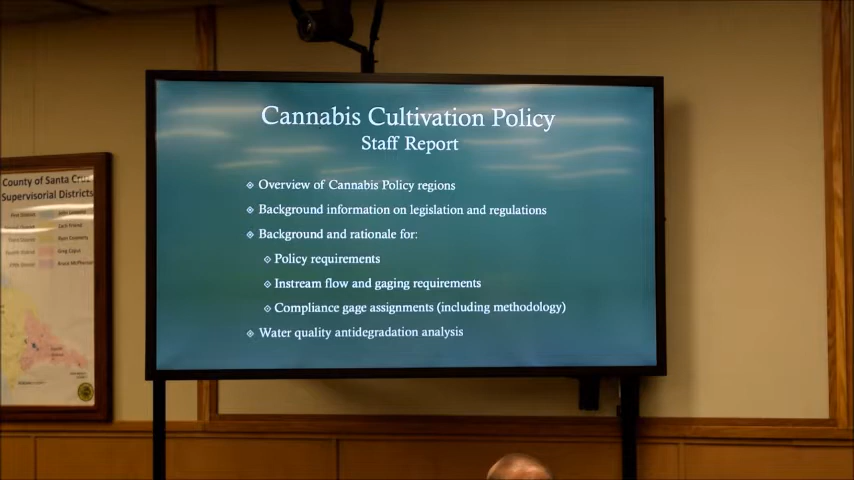 Cannabis Cultivation Policy
Staff Report
Overview of Cannabis Policy regions
Background information on legislation and regulations
Background and rationale for:
Policy requirements
Instream flow and gaging requirements
Compliance gage assignments (including methodology)
Water quality antidegradation analysis
County of Santa Cruz
Supervisorial Districts